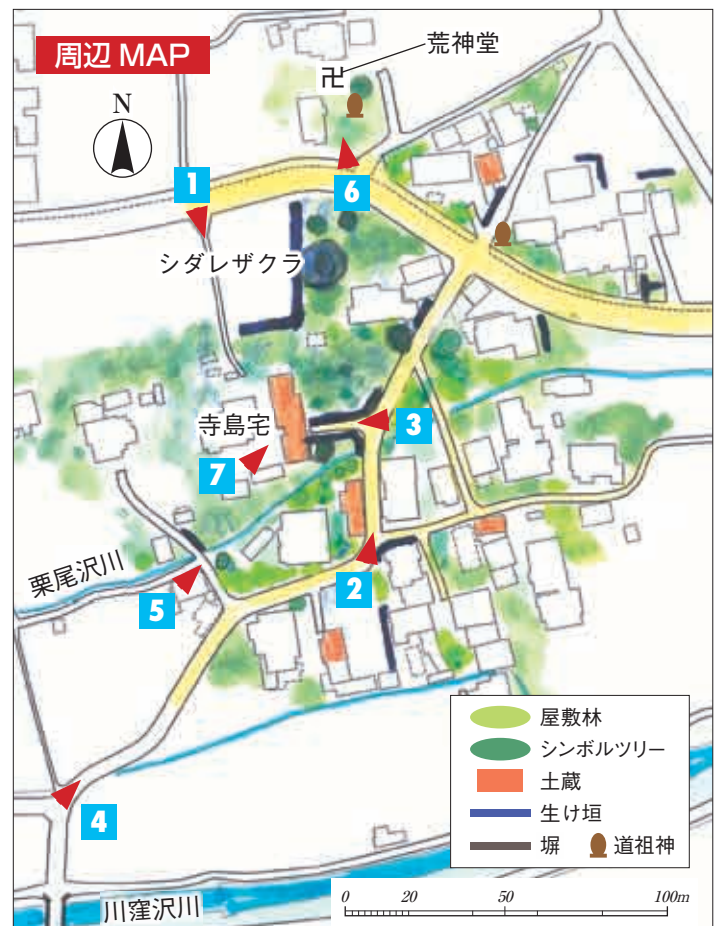 周辺 MAP
荒神堂
卍
N
1
6
シダレザクラ
寺島宅
3
7
栗尾沢川
2
5
屋敷林
シンボルツリー
土蔵
生け垣
塀 道祖神
4
川窪沢川
0 20 50 100m